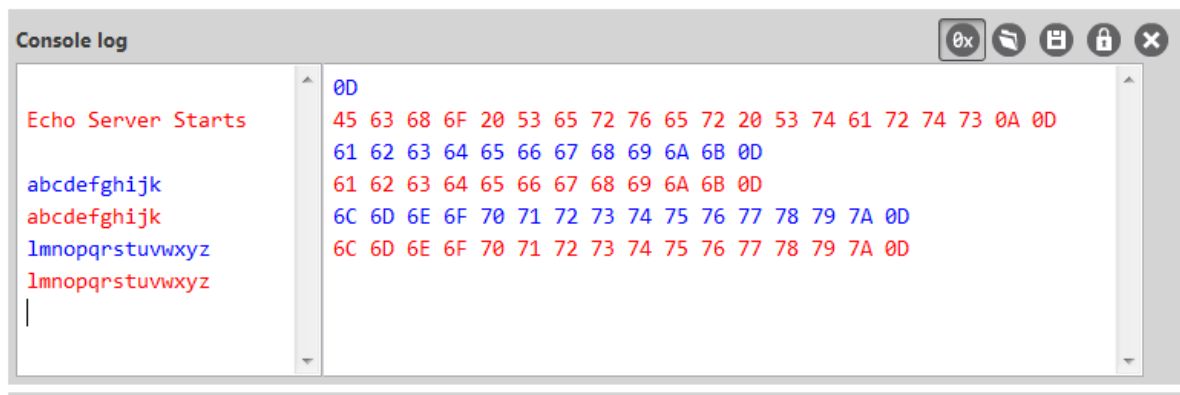 Console log
0x
Echo Server Starts
abcdefghijk
abcdefghijk
lmnopqrstuvwxyz
lmnopqrstuvwxyz
0D
45 63 68 6F 20 53 65 72 76 65 72 20 53 74 61 72 74 73 0A 0D
61 62 63 64 65 66 67 68 69 6A 6B 0D
61 62 63 64 65 66 67 68 69 6A 6B 0D
6C 6D 6E 6F 70 71 72 73 74 75 76 77 78 79 7A 0D
6C 6D 6E 6F 70 71 72 73 74 75 76 77 78 79 7A 0D